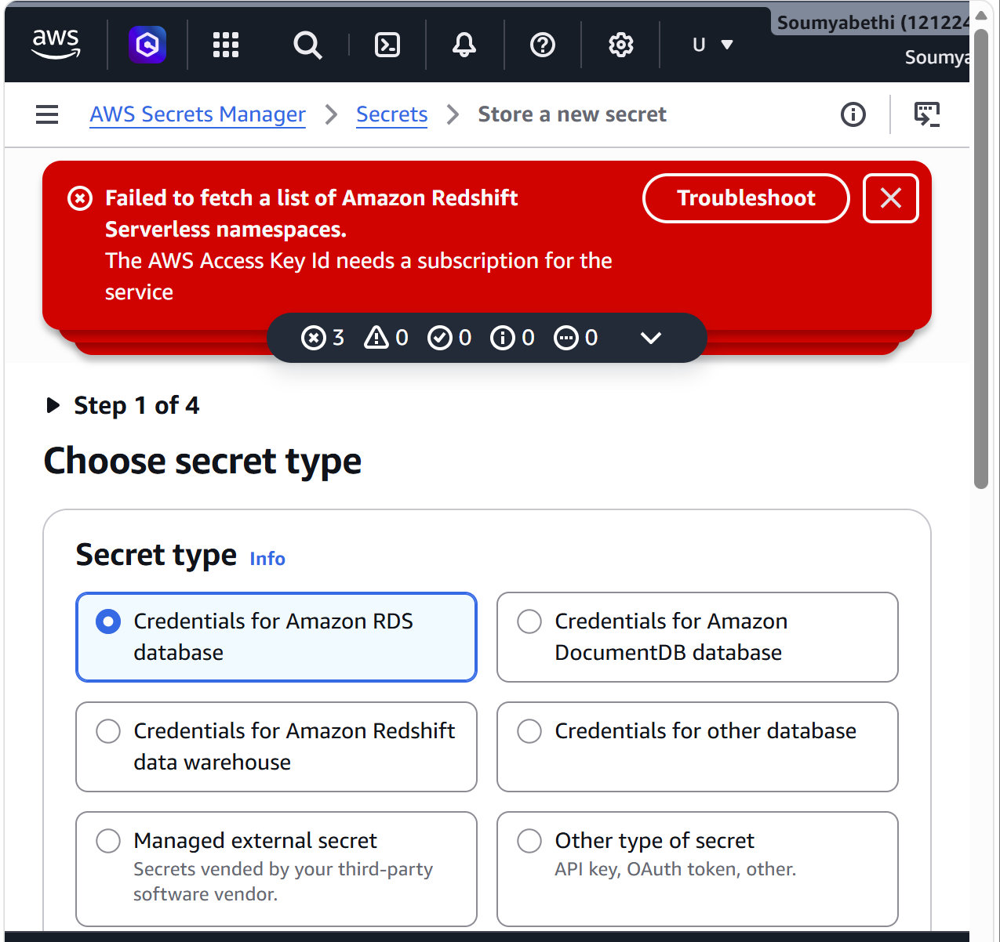 aws
U
Soumyabethi (121224
Soumya
AWS Secrets Manager
Secrets
Store a new secret
Failed to fetch a list of Amazon Redshift
Serverless namespaces.
The AWS Access Key Id needs a subscription for the
service
Troubleshoot
3
0
0
0
0
Step 1 of 4
Choose secret type
Secret type
Info
Credentials for Amazon RDS
database
Credentials for Amazon
DocumentDB database
Credentials for Amazon Redshift
data warehouse
Credentials for other database
Managed external secret
Secrets vended by your third-party
software vendor.
Other type of secret
API key, OAuth token, other.